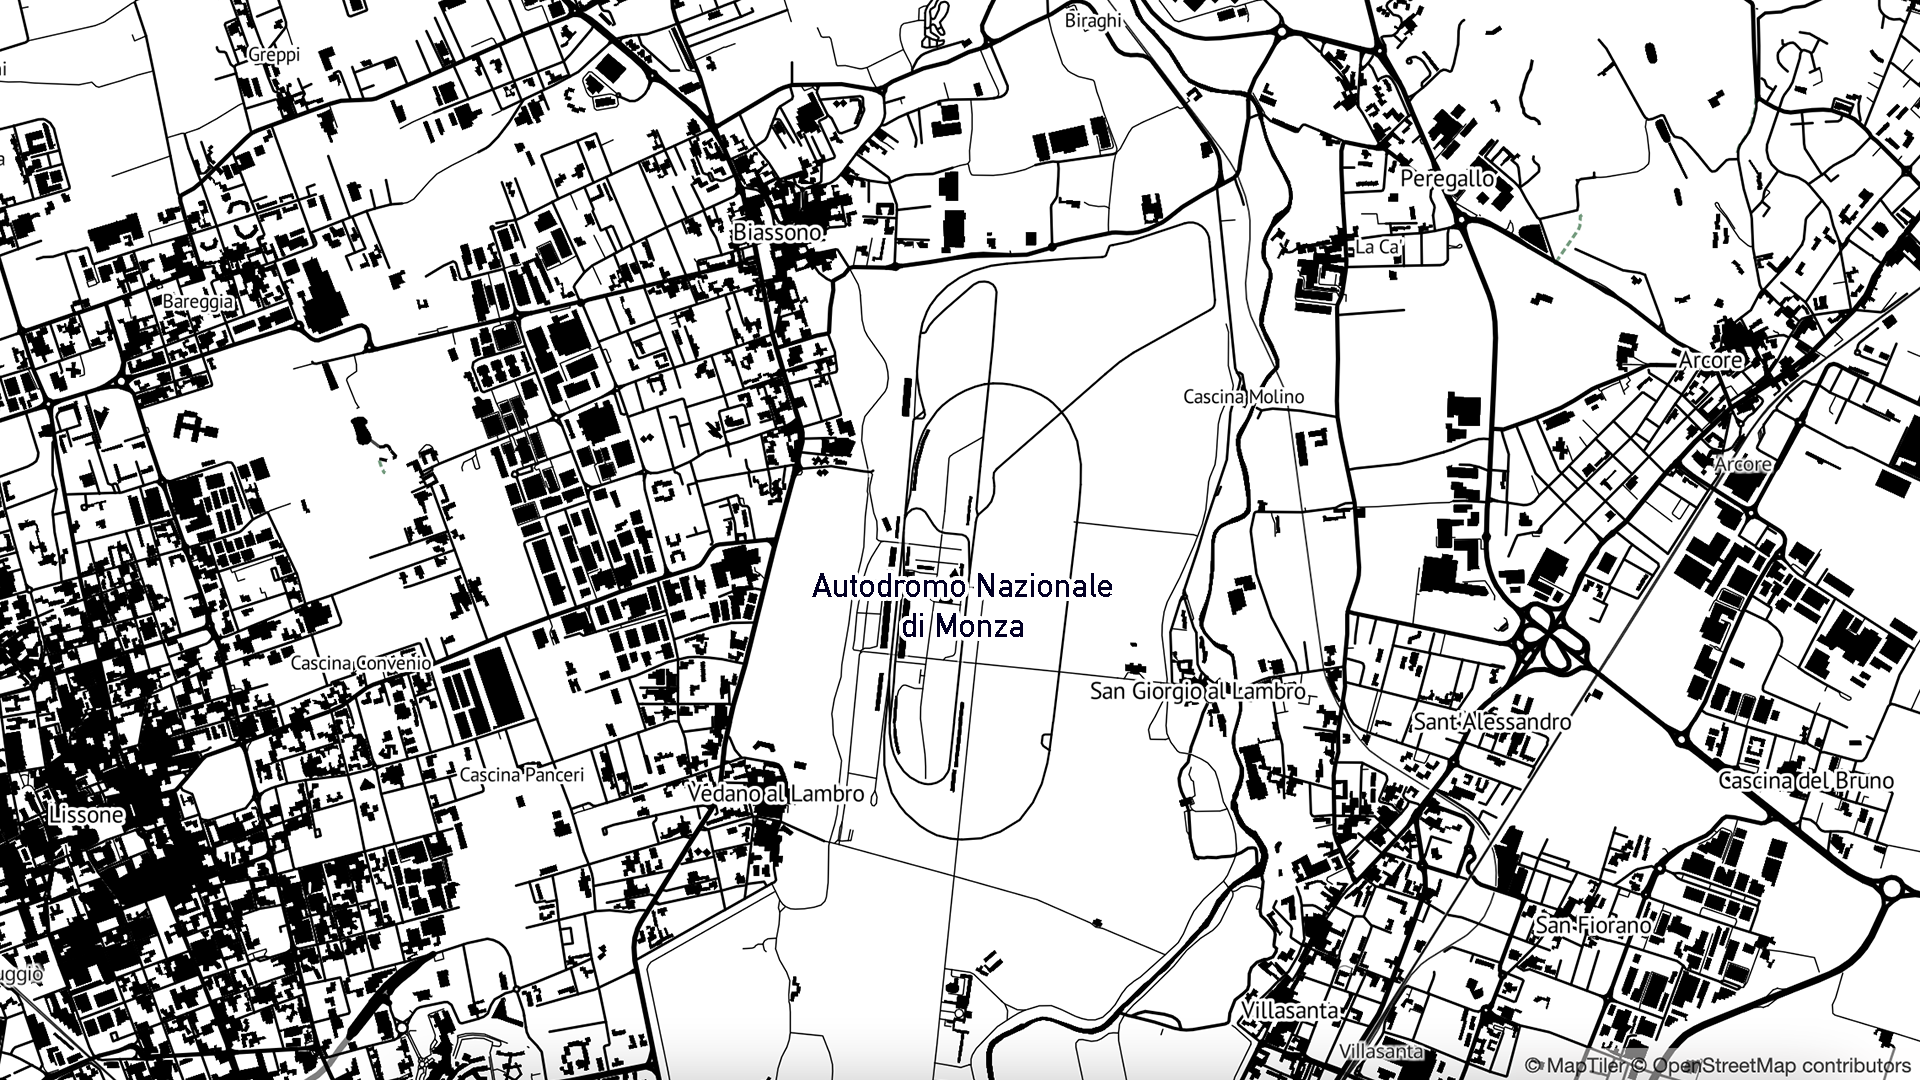 Biraghi
Greppi
Peregallo
Biassono
La Ca'
Bareggia
Arcore
Cascina Molino
Arcore
Autodromo Nazionale
di Monza
Cascina Convenio
San Giorgio al Lambro
Sant'Alessandro
Cascina Panceri
Cascina del Bruno
Vedano al Lambro
Lissone
San Fiorano
uggiò
Villasanta
Villasanta
© MapTiler © OpenStreetMap contributors